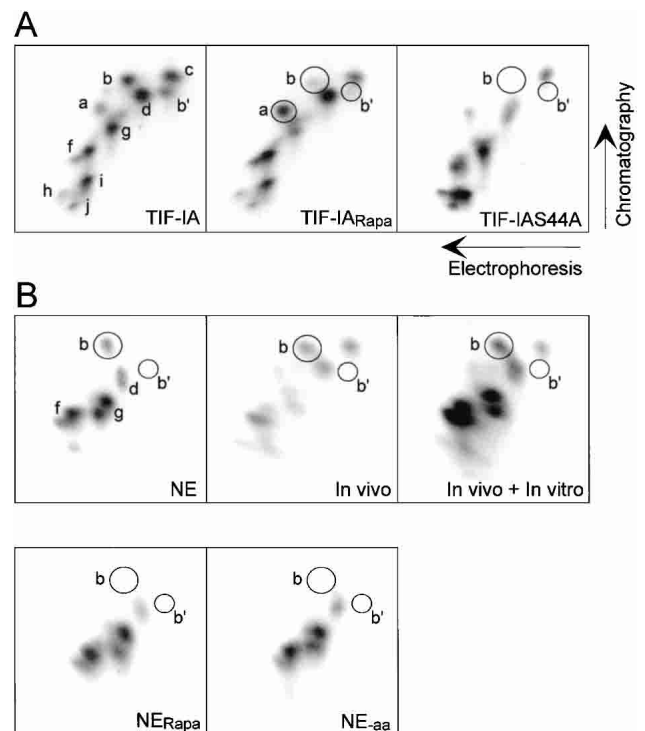 A
b
c
a
d
b'
g
f
i
h
j
TIF-IA
b
b'
a
TIF-IARapa
b
b'
TIF-IAS44A
Chromatography
Electrophoresis
B
b
b'
d
f
g
NE
b
b'
In vivo
b
b'
In vivo + In vitro
b
b'
NERapa
b
b'
NE-aa